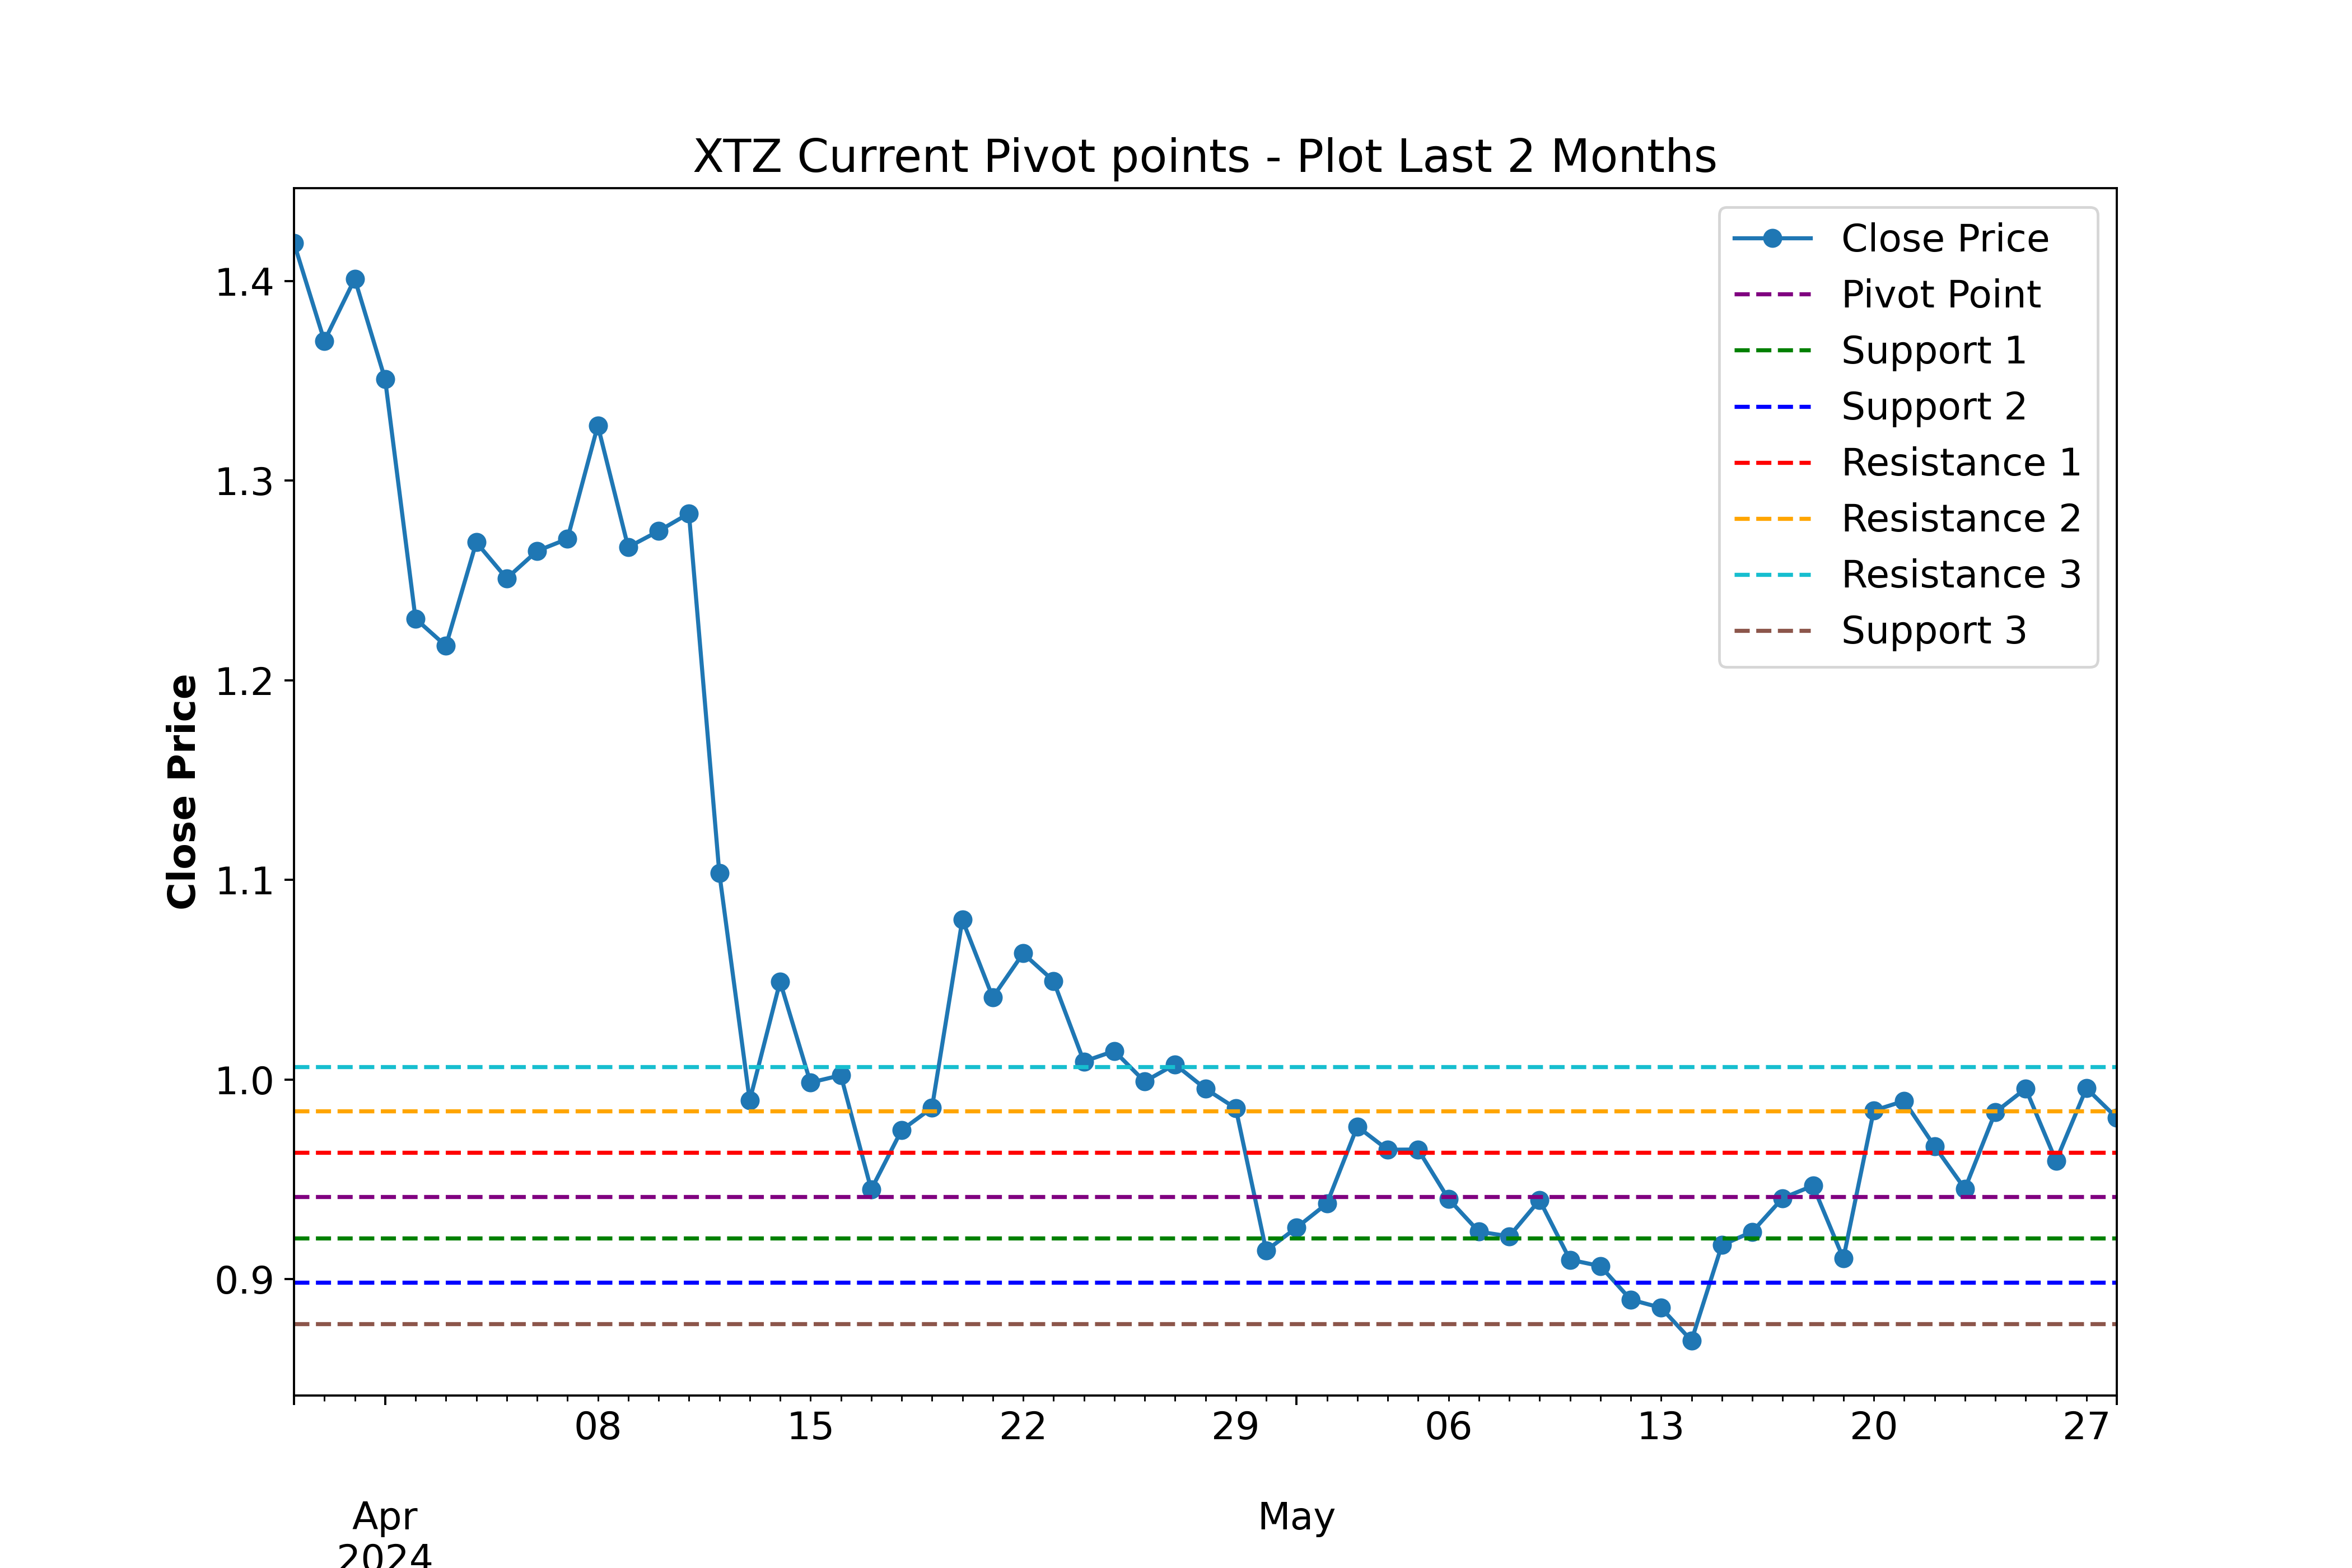 XTZ Current Pivot points - Plot Last 2 Months
Close Price
Pivot Point
Support 1
Support 2
Resistance 1
Resistance 2
Resistance 3
Support 3
Close Price
1.4
1.3
1.2
1.1
1.0
0.9
08 15 22 29 06 13 20 27
Apr May
2024